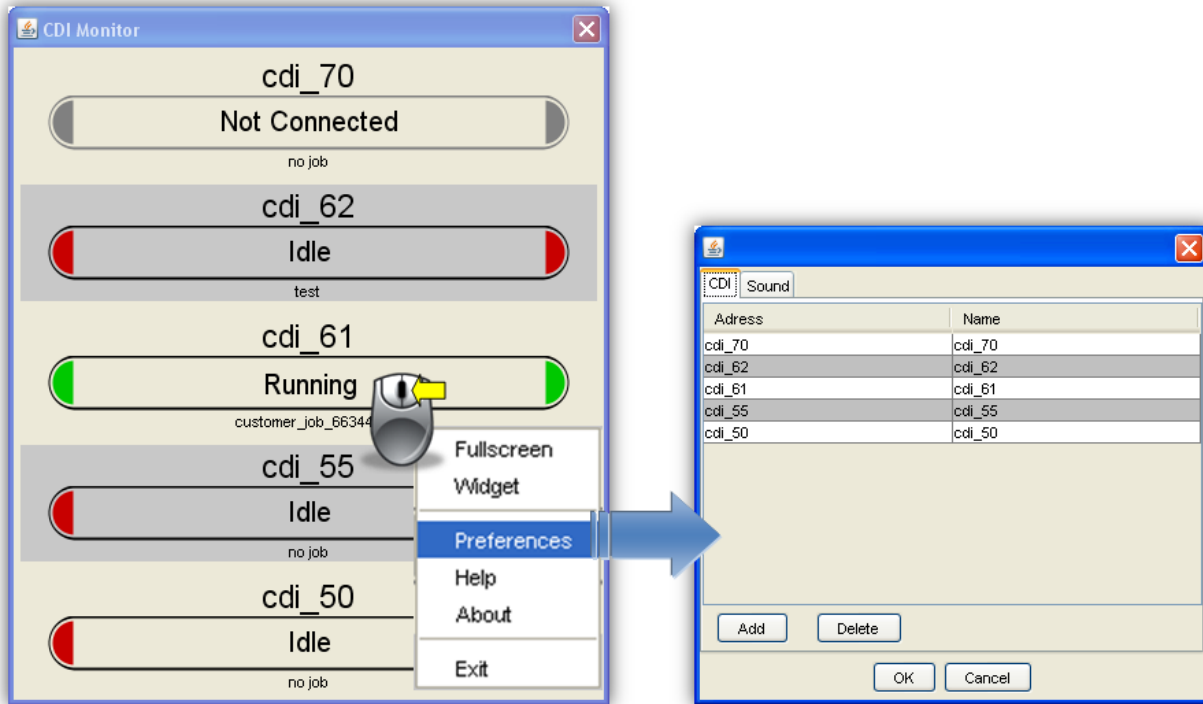 CDI Monitor
cdi_70
Not Connected
no job
cdi_62
Idle
test
cdi_61
Running
customer_job_66344
cdi_55
Idle
no job
cdi_50
Idle
no job
Fullscreen
Widget
Preferences
Help
About
Exit
CDI Sound
Adress Name
cdi_70 cdi_70
cdi_62 cdi_62
cdi_61 cdi_61
cdi_55 cdi_55
cdi_50 cdi_50
Add Delete
OK Cancel